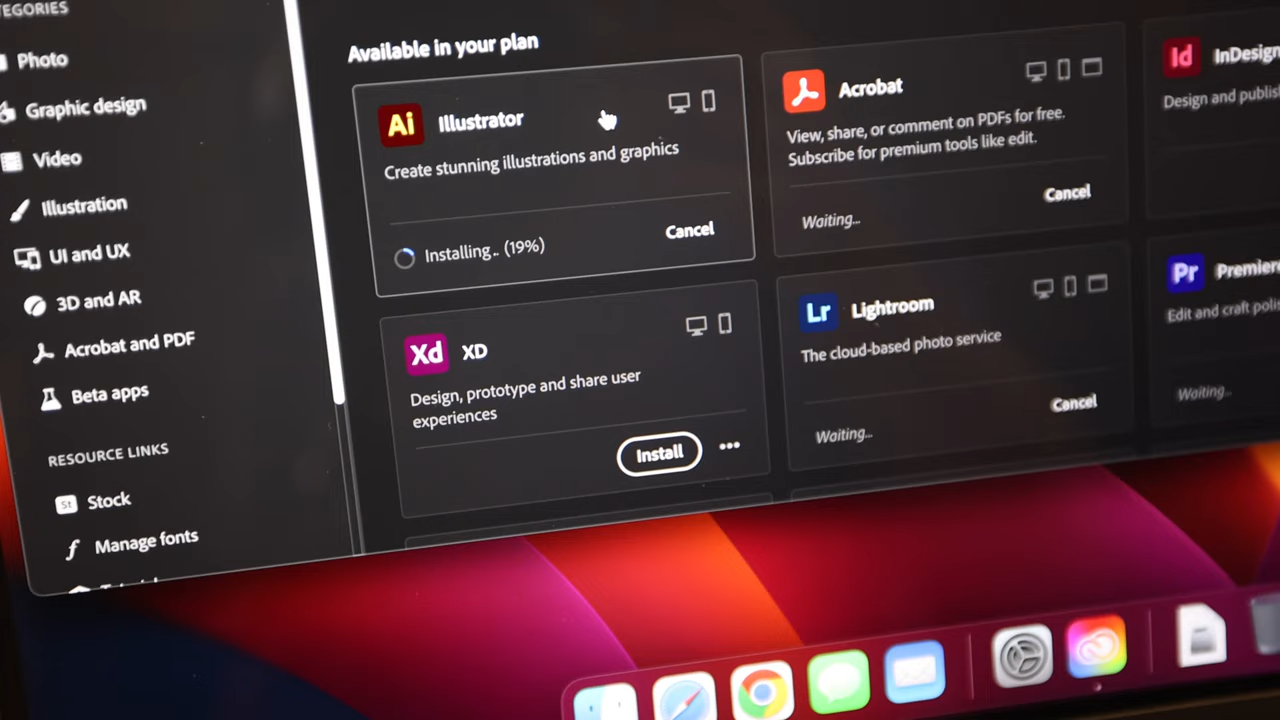 EGORIES
Photo
Graphic design
Video
Illustration
UI and UX
3D and AR
Acrobat and PDF
Beta apps
RESOURCE LINKS
St Stock
Manage fonts
Available in your plan
Ai Illustrator
Create stunning illustrations and graphics
Installing.. (19%) Cancel
Acrobat
View, share, or comment on PDFs for free.
Subscribe for premium tools like edit.
Cancel
Waiting...
Id InDesign
Design and publis
Xd XD
Design, prototype and share user
experiences
Install
Lr Lightroom
The cloud-based photo service
Cancel
Waiting...
Pr Premiere
Edit and craft polis
Waiting..